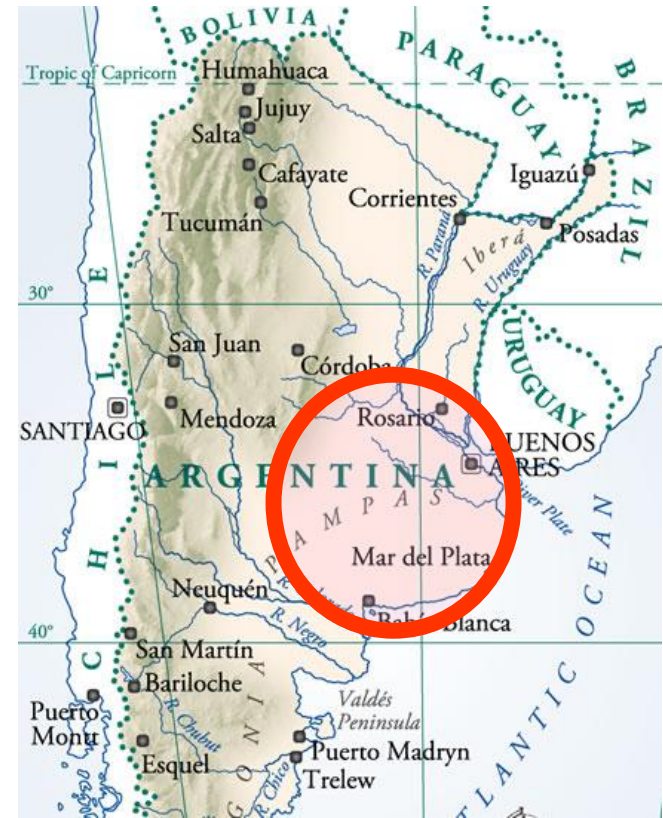 BOLIVIA
PARAGUAY
BRAZIL
Tropic of Capricorn
Humahuaca
Jujuy
Salta
Cafayate
Iguazú
Corrientes
Tucumán
Posadas
R. Paraná
Iberá
R. Uruguay
30°
URUGUAY
San Juan
Córdoba
Mendoza
Rosario
SANTIAGO
BUENOS
AIRES
CHILE
ARGENTINA
River Plate
PAMPAS
Mar del Plata
Neuquén
Bahía Blanca
R. Negro
40°
San Martín
Bariloche
Valdés
Peninsula
Puerto
Montt
R. Chubut
Esquel
Puerto Madryn
Trelew
R. Chico
GONIA
ATLANTIC OCEAN